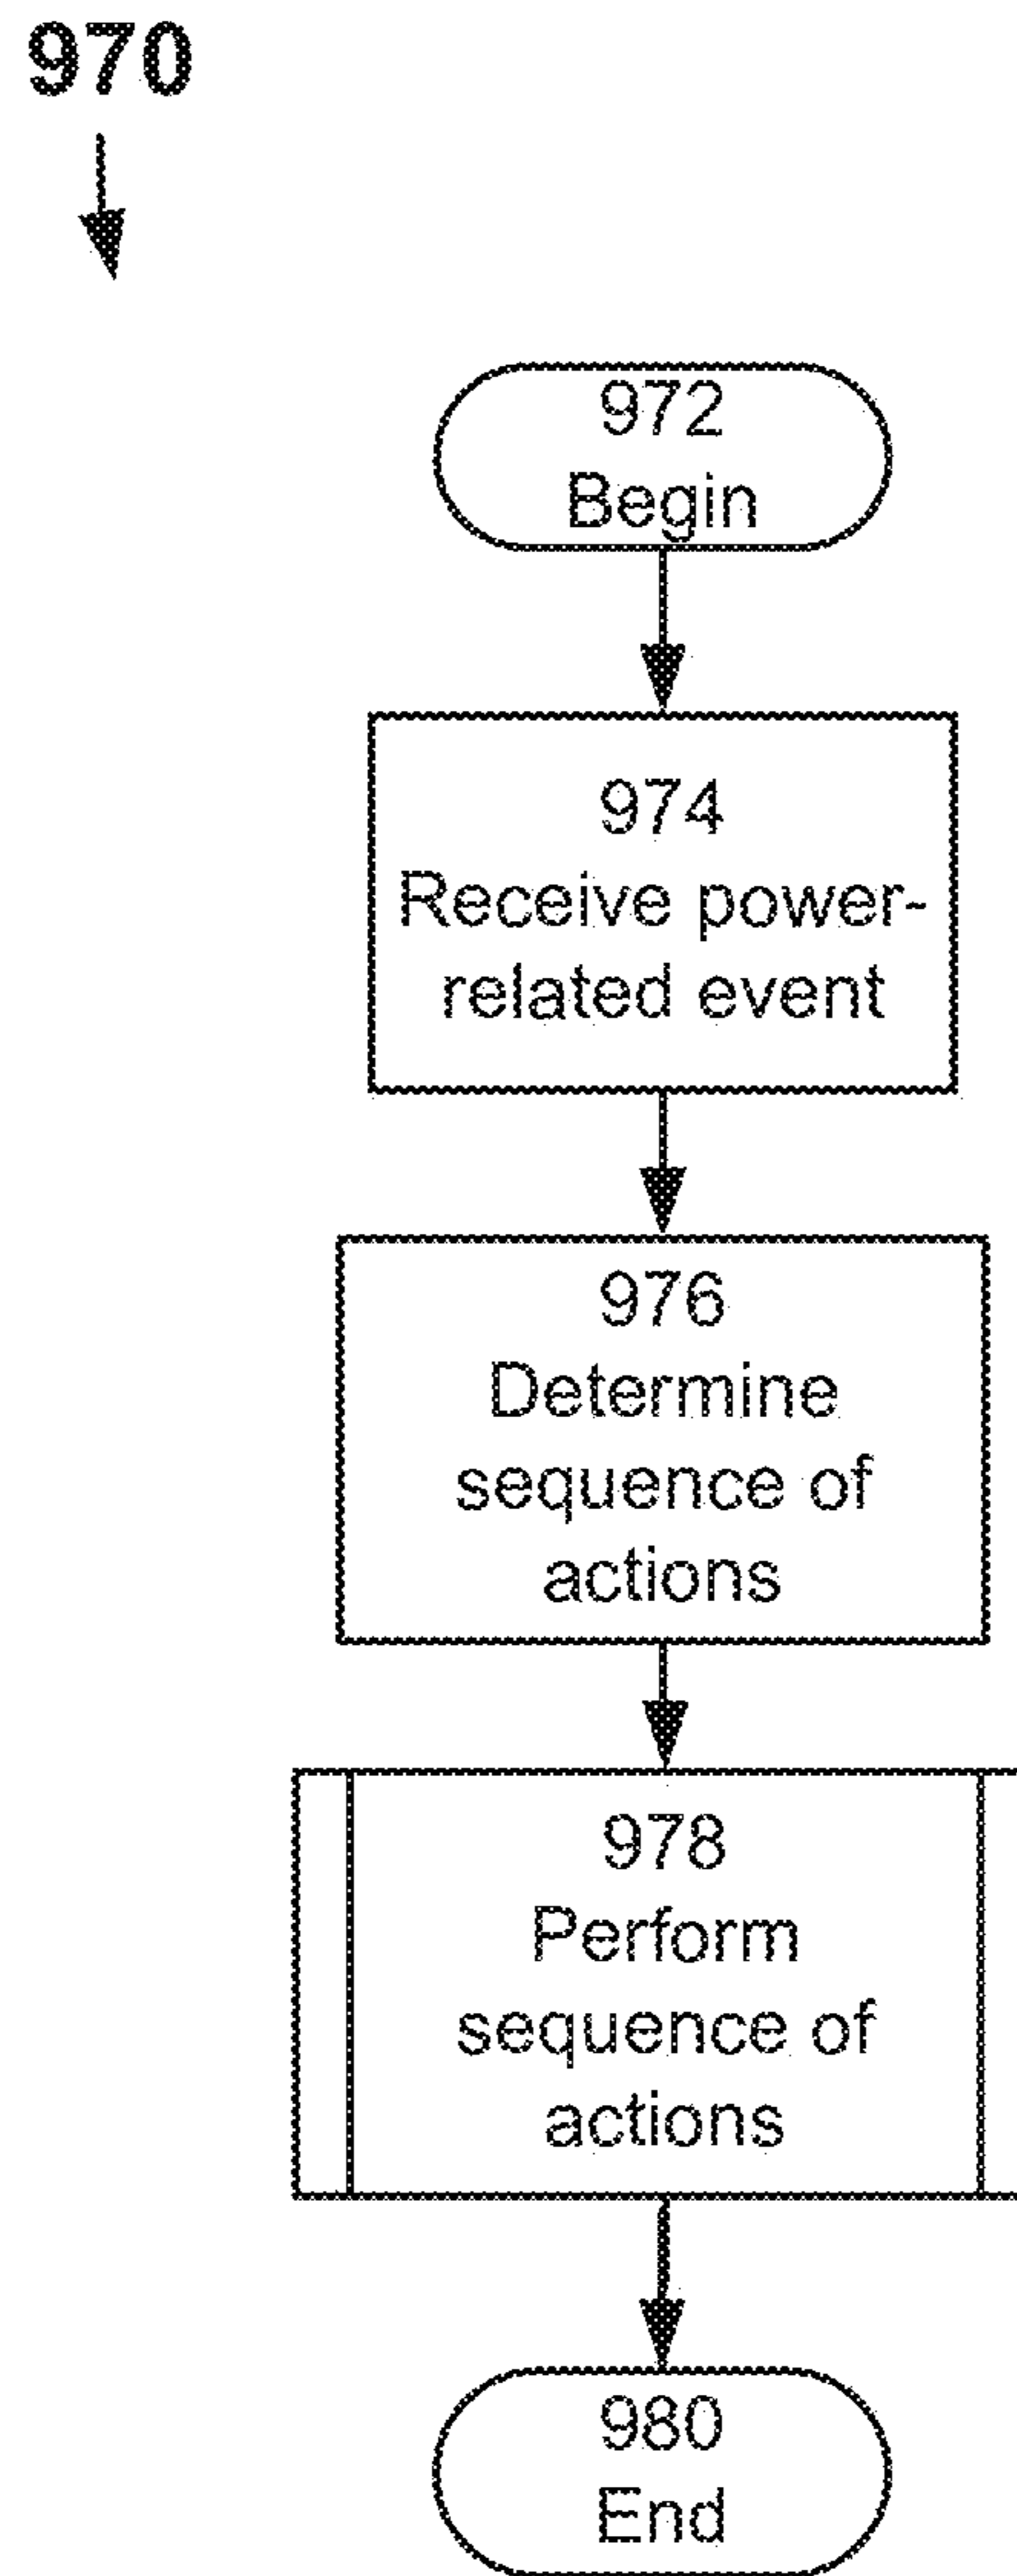 970
972
Begin
974
Receive power-
related event
976
Determine
sequence of
actions
978
Perform
sequence of
actions
980
End